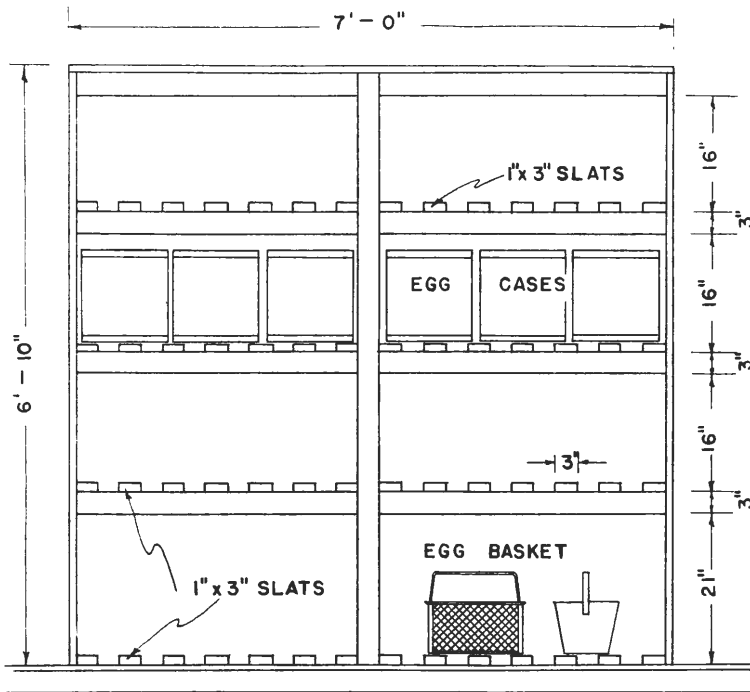 7' - 0"
6' - 10"
16"
1"x 3" SLATS
3"
EGG CASES
16"
3"
16"
3"
3"
EGG BASKET
1" x 3" SLATS
21"